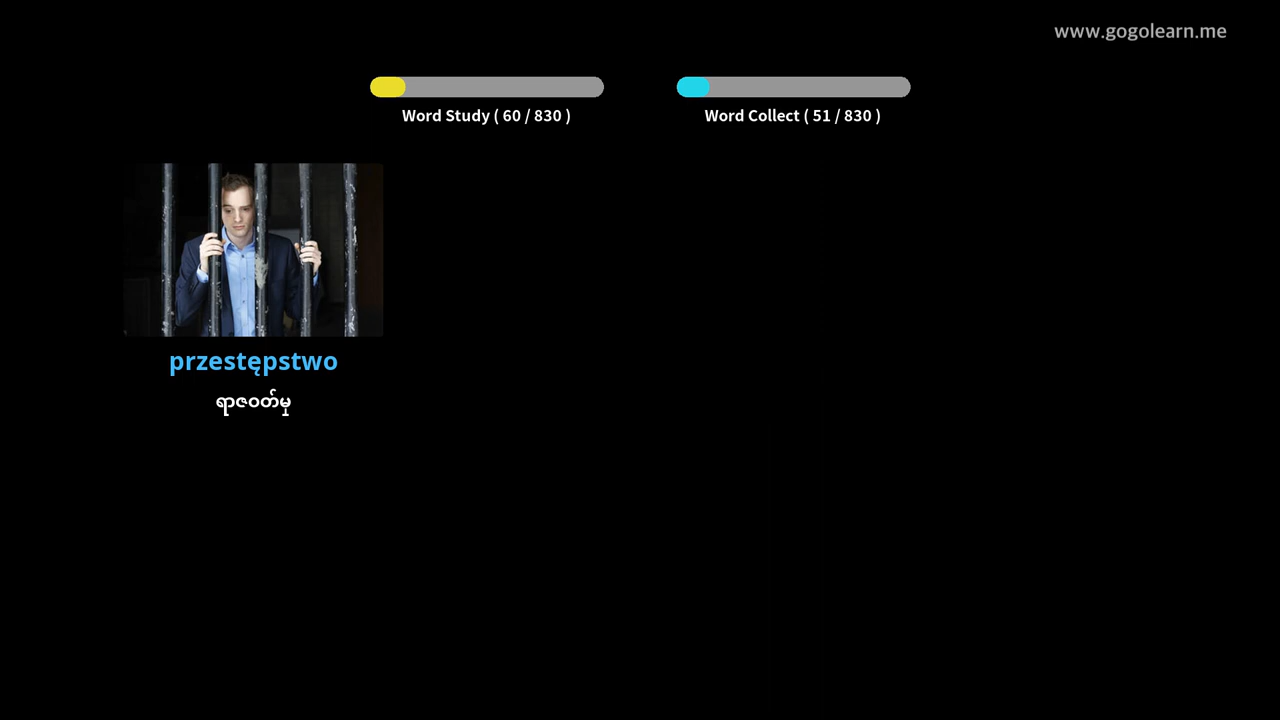 www.gogolearn.me
Word Study ( 60 / 830 )
Word Collect ( 51 / 830 )
przestępstwo
ရာဇဝတ်မှ